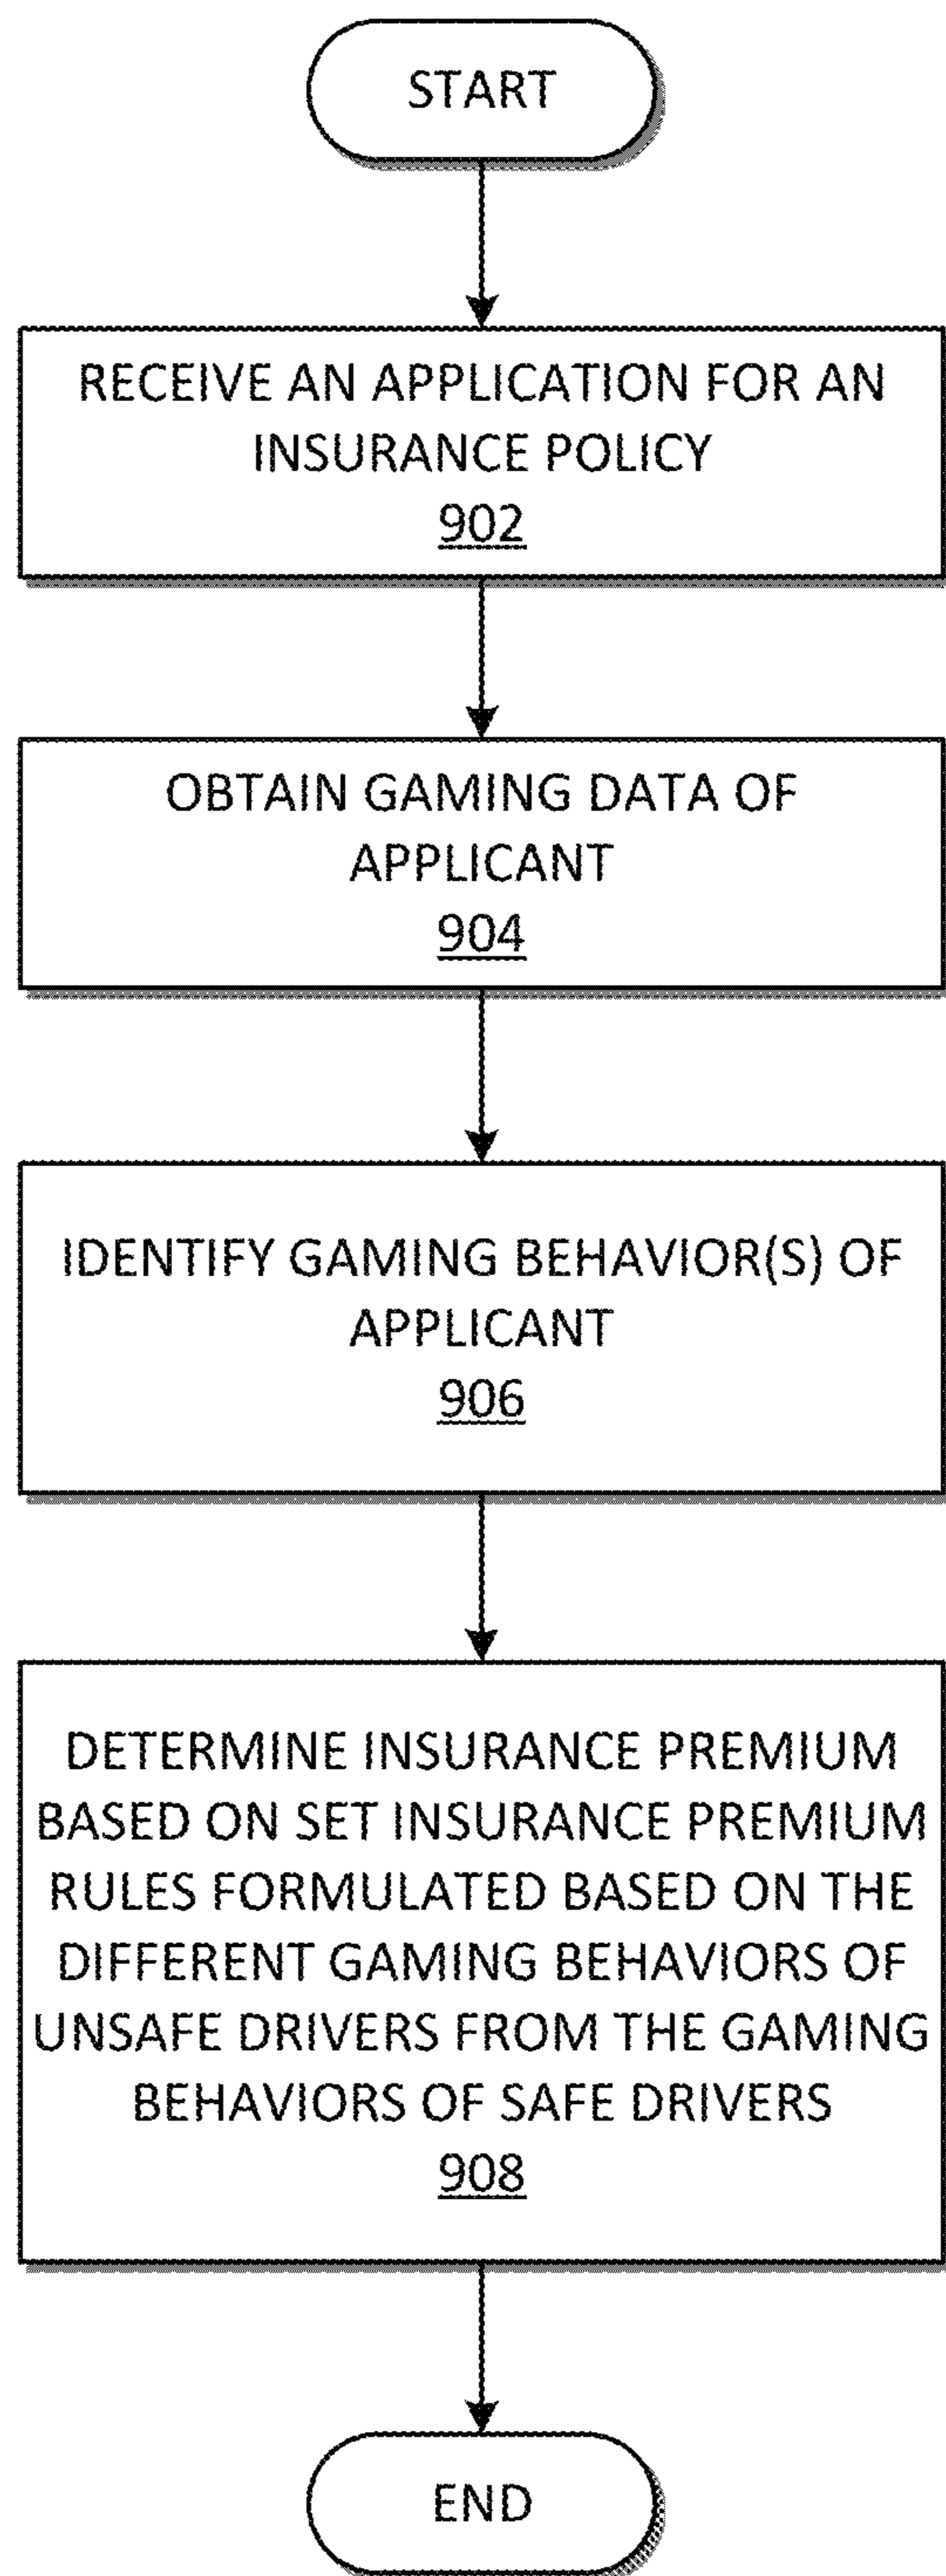 START
RECEIVE AN APPLICATION FOR AN
INSURANCE POLICY
902
OBTAIN GAMING DATA OF
APPLICANT
904
IDENTIFY GAMING BEHAVIOR(S) OF
APPLICANT
906
DETERMINE INSURANCE PREMIUM
BASED ON SET INSURANCE PREMIUM
RULES FORMULATED BASED ON THE
DIFFERENT GAMING BEHAVIORS OF
UNSAFE DRIVERS FROM THE GAMING
BEHAVIORS OF SAFE DRIVERS
908
END